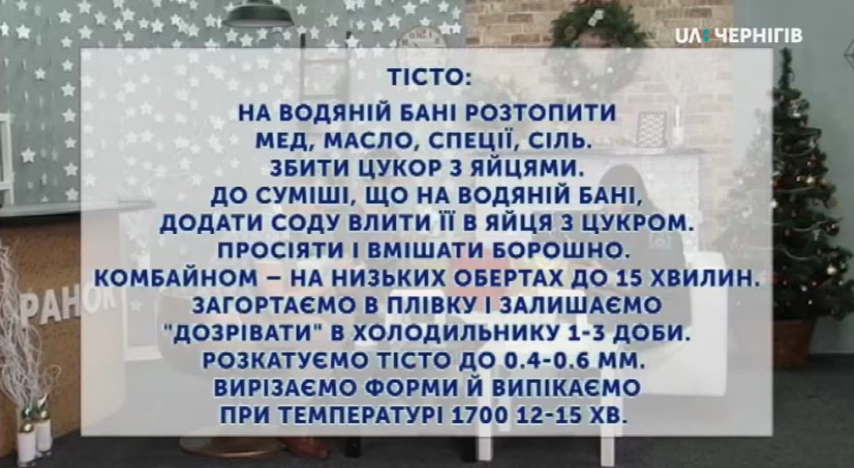 UA:ЧЕРНІГІВ
ТІСТО:
НА ВОДЯНІЙ БАНІ РОЗТОПИТИ
МЕД, МАСЛО, СПЕЦІЇ, СІЛЬ.
ЗБИТИ ЦУКОР З ЯЙЦЯМИ.
ДО СУМІШІ, ЩО НА ВОДЯНІЙ БАНІ,
ДОДАТИ СОДУ ВЛИТИ ЇЇ В ЯЙЦЯ З ЦУКРОМ.
ПРОСІЯТИ І ВМІШАТИ БОРОШНО.
КОМБАЙНОМ – НА НИЗЬКИХ ОБЕРТАХ ДО 15 ХВИЛИН.
ЗАГОРТАЄМО В ПЛІВКУ І ЗАЛИШАЄМО
"ДОЗРІВАТИ" В ХОЛОДИЛЬНИКУ 1-3 ДОБИ.
РОЗКАТУЄМО ТІСТО ДО 0.4-0.6 ММ.
ВИРІЗАЄМО ФОРМИ Й ВИПІКАЄМО
ПРИ ТЕМПЕРАТУРІ 1700 12-15 ХВ.
РАНОК